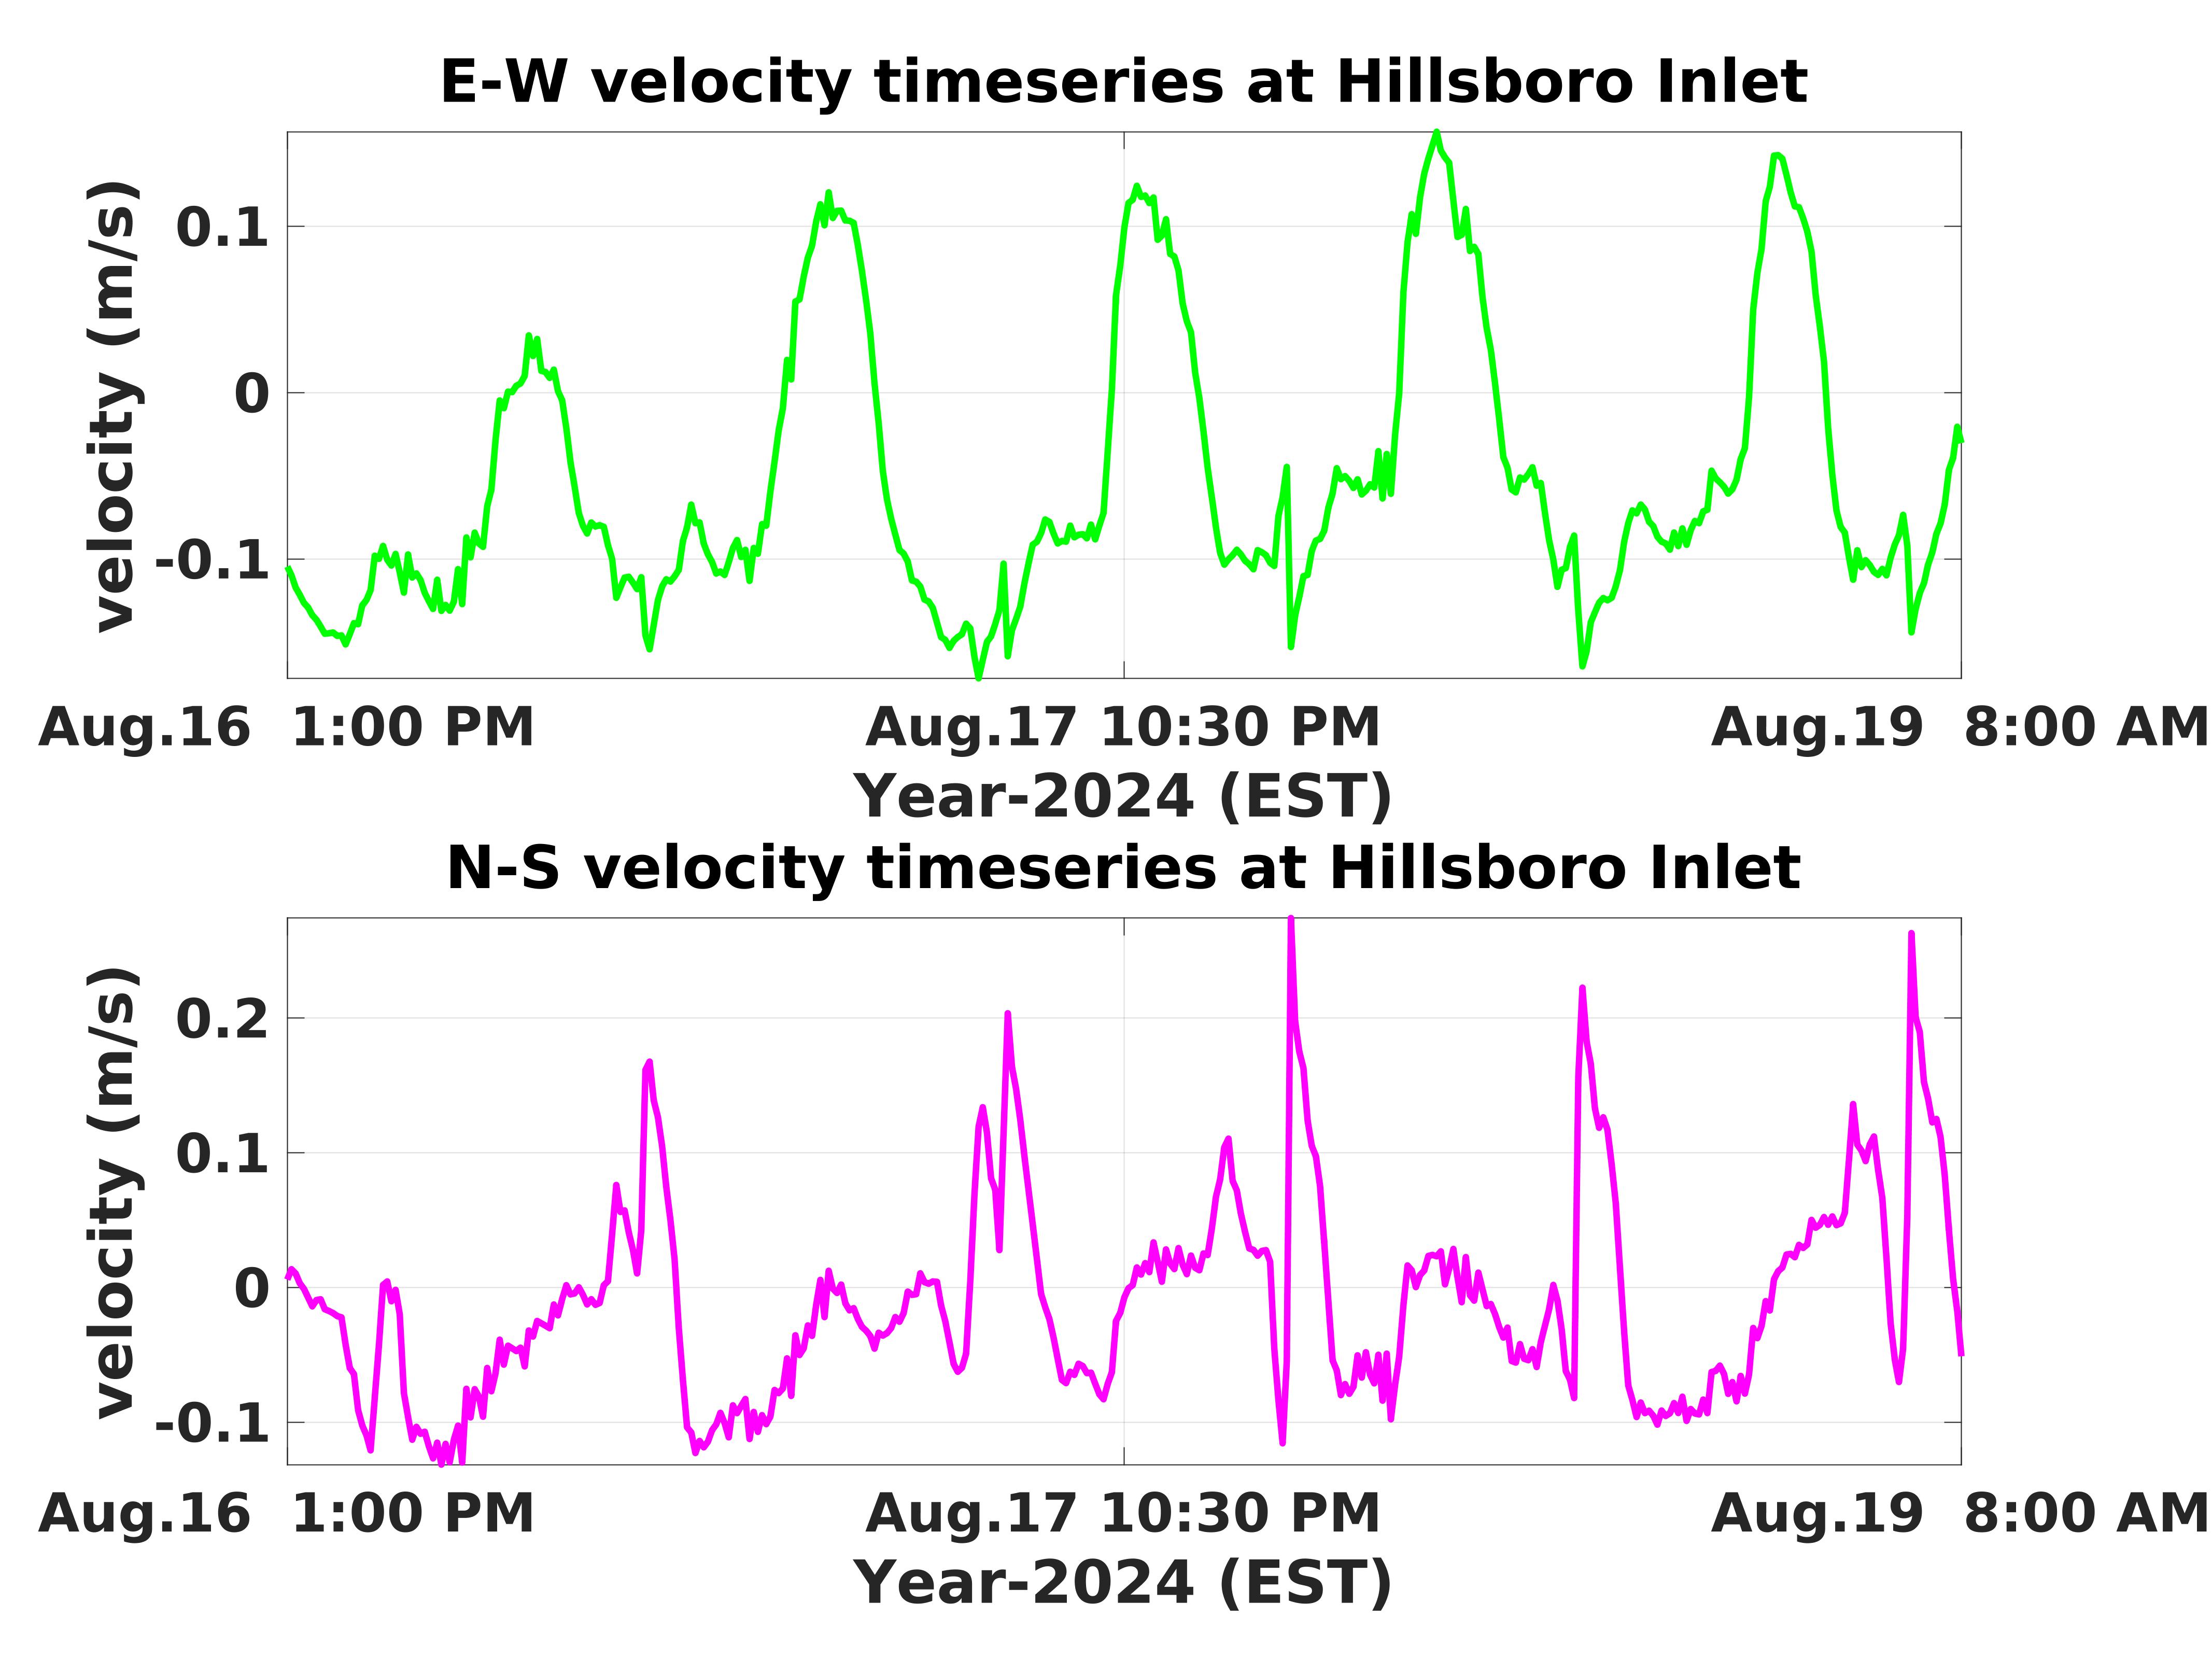 E-W velocity timeseries at Hillsboro Inlet
velocity (m/s)
0.1
0
-0.1
Aug.16  1:00 PM
Aug.17 10:30 PM
Aug.19  8:00 AM
Year-2024 (EST)
N-S velocity timeseries at Hillsboro Inlet
velocity (m/s)
0.2
0.1
0
-0.1
Aug.16  1:00 PM
Aug.17 10:30 PM
Aug.19  8:00 AM
Year-2024 (EST)